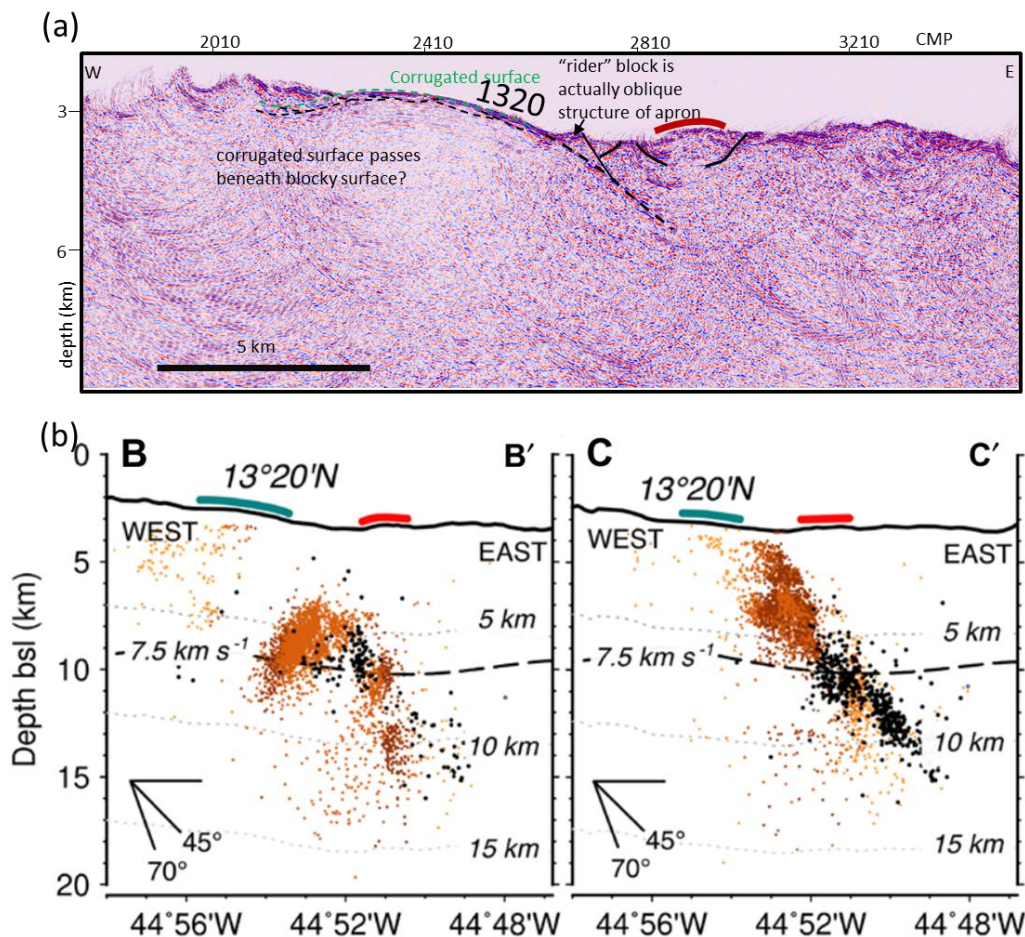 (a)
2010 2410 2810 3210 CMP
W
E
Corrugated surface
1320
“rider” block is
actually oblique
structure of apron
corrugated surface passes
beneath blocky surface?
3
6
depth (km)
5 km
(b)
0
5
10
15
20
Depth bsl (km)
B B′
13°20'N
WEST
EAST
5 km
7.5 km s⁻¹
10 km
15 km
45°
70°
44°56'W 44°52'W 44°48'W
C C′
13°20'N
WEST
EAST
5 km
7.5 km s⁻¹
10 km
15 km
45°
70°
44°56'W 44°52'W 44°48'W